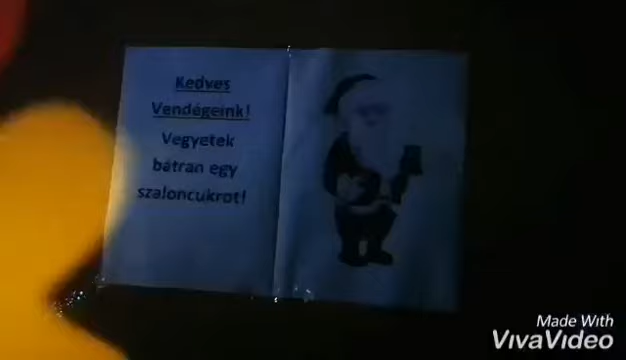 Kedves
Vendégeink!
Vegyetek
bátran egy
szaloncukrot!
Made With
VivaVideo